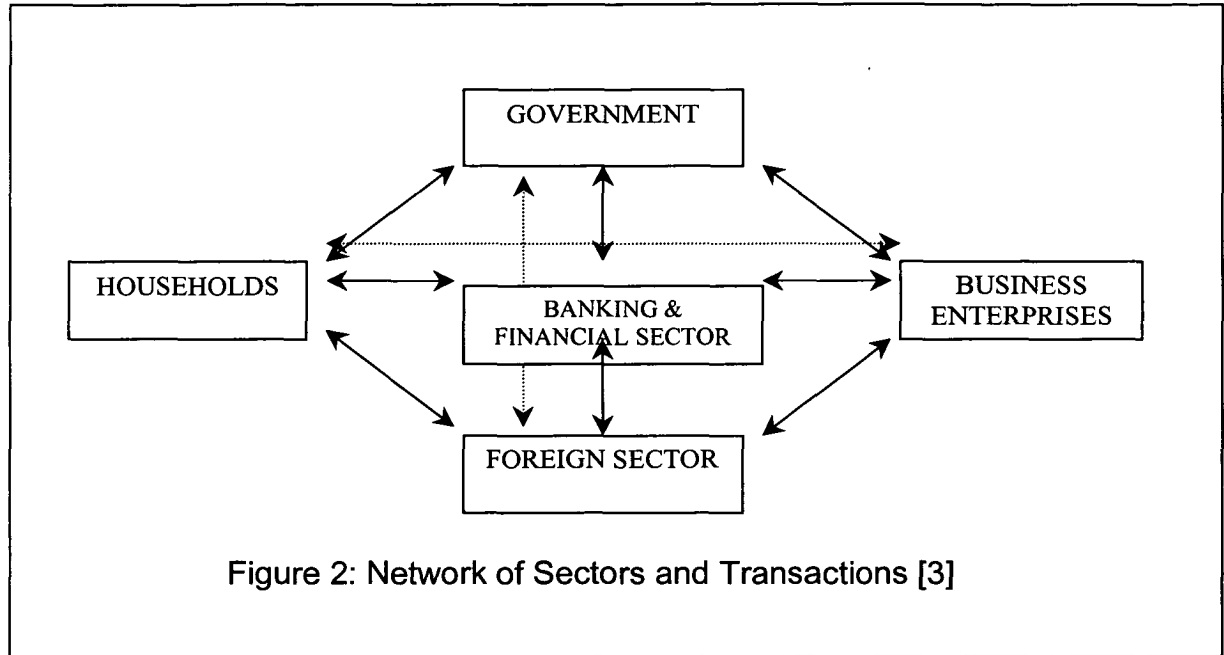 GOVERNMENT
HOUSEHOLDS
BANKING &
FINANCIAL SECTOR
BUSINESS
ENTERPRISES
FOREIGN SECTOR
Figure 2: Network of Sectors and Transactions [3]